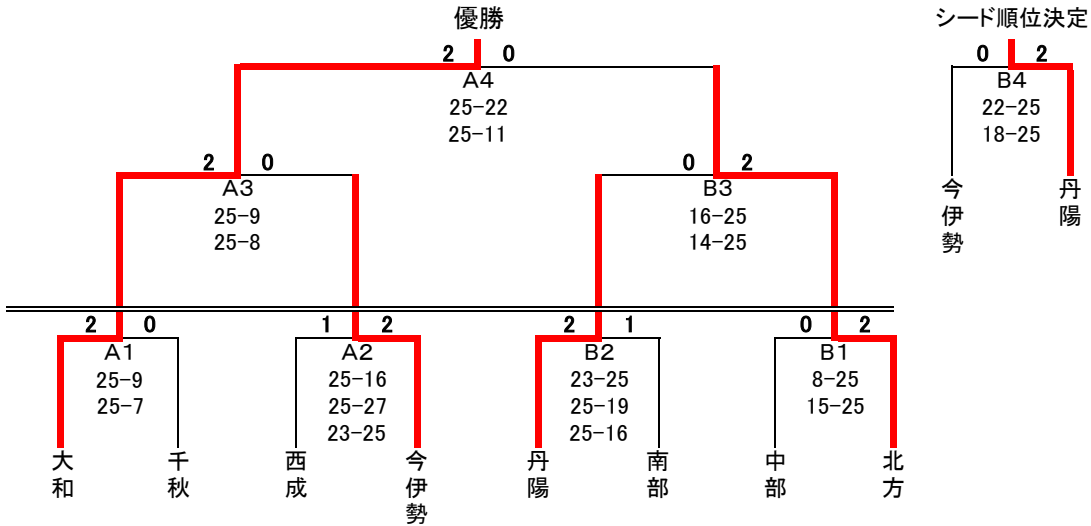 優勝
シード順位決定
2 0
0 2
A4
B4
25-22
22-25
25-11
18-25
2 0
0 2
A3
B3
今伊勢
丹陽
25-9
16-25
25-8
14-25
2 0
1 2
2 1
0 2
A1
A2
B2
B1
25-9
25-16
23-25
8-25
25-7
25-27
25-19
15-25
23-25
25-16
大和
千秋
西成
今伊勢
丹陽
南部
中部
北方